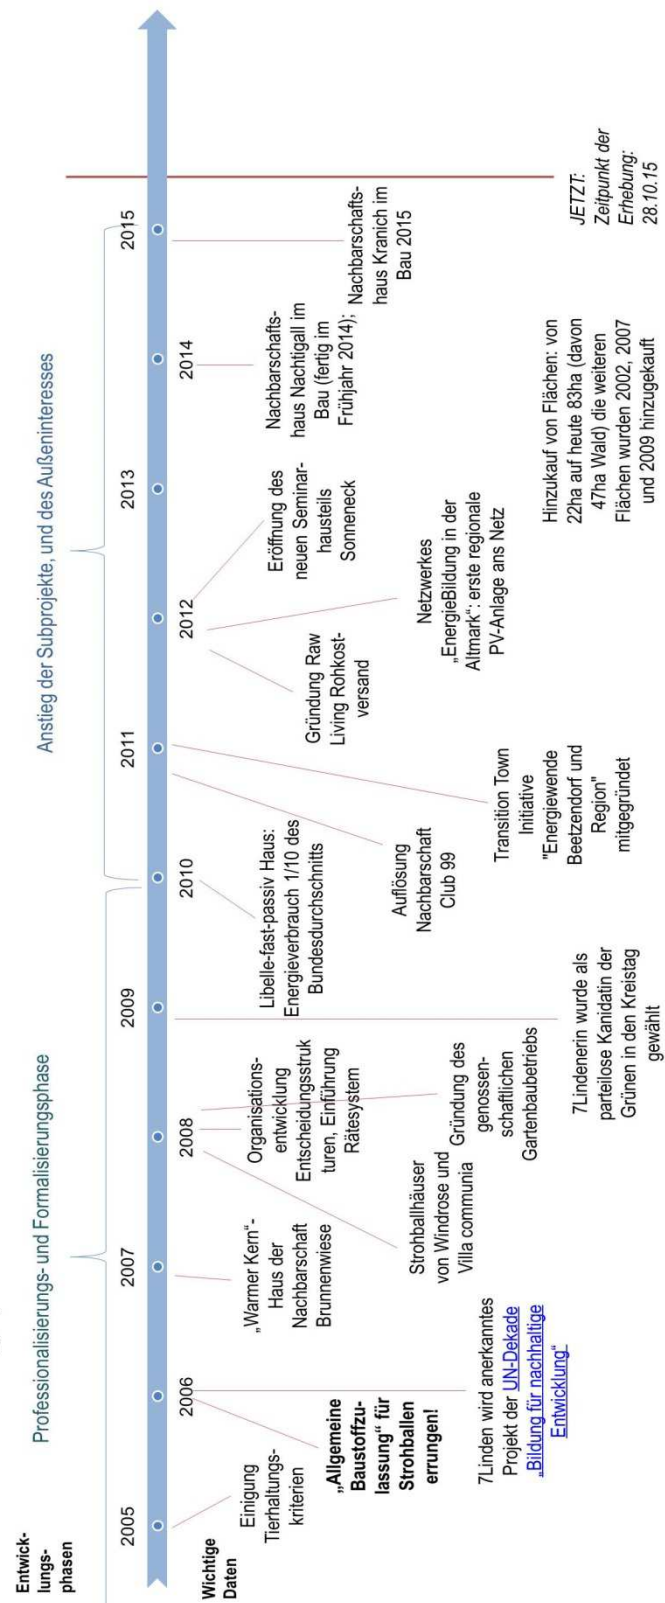 Entwick-
lungs-
phasen
Professionalisierungs- und Formalisierungsphase
Anstieg der Subprojekte, und des Außeninteresses
2005
2006
2007
2008
2009
2010
2011
2012
2013
2014
2015
Wichtige
Daten
Einigung
Tierhaltungs-
kriterien
„Allgemeine
Baustoffzu-
lassung“ für
Strohballen
errungen!
7Linden wird anerkanntes
Projekt der UN-Dekade
„Bildung für nachhaltige
Entwicklung“
„Warmer Kern“-
Haus der
Nachbarschaft
Brunnenwiese
Strohballhäuser
von Windrose und
Villa communia
Organisations-
entwicklung
Entscheidungsstruk
turen, Einführung
Rätesystem
Gründung des
genossen-
schaftlichen
Gartenbaubetriebs
7Lindenerin wurde als
parteilose Kanidatin der
Grünen in den Kreistag
gewählt
Libelle-fast-passiv Haus:
Energieverbrauch 1/10 des
Bundesdurchschnitts
Auflösung
Nachbarschaft
Club 99
Transition Town
Initiative
"Energiewende
Beetzendorf und
Region"
mitgegründet
Gründung Raw
Living Rohkost-
versand
Netzwerkes
„EnergieBildung in der
Altmark“: erste regionale
PV-Anlage ans Netz
Eröffnung des
neuen Seminar-
hausteils
Sonneneck
Nachbarschafts-
haus Nachtigall im
Bau (fertig im
Frühjahr 2014);
Nachbarschafts-
haus Kranich im
Bau 2015
Hinzukauf von Flächen: von
22ha auf heute 83ha (davon
47ha Wald) die weiteren
Flächen wurden 2002, 2007
und 2009 hinzugekauft
JETZT:
Zeitpunkt der
Erhebung:
28.10.15